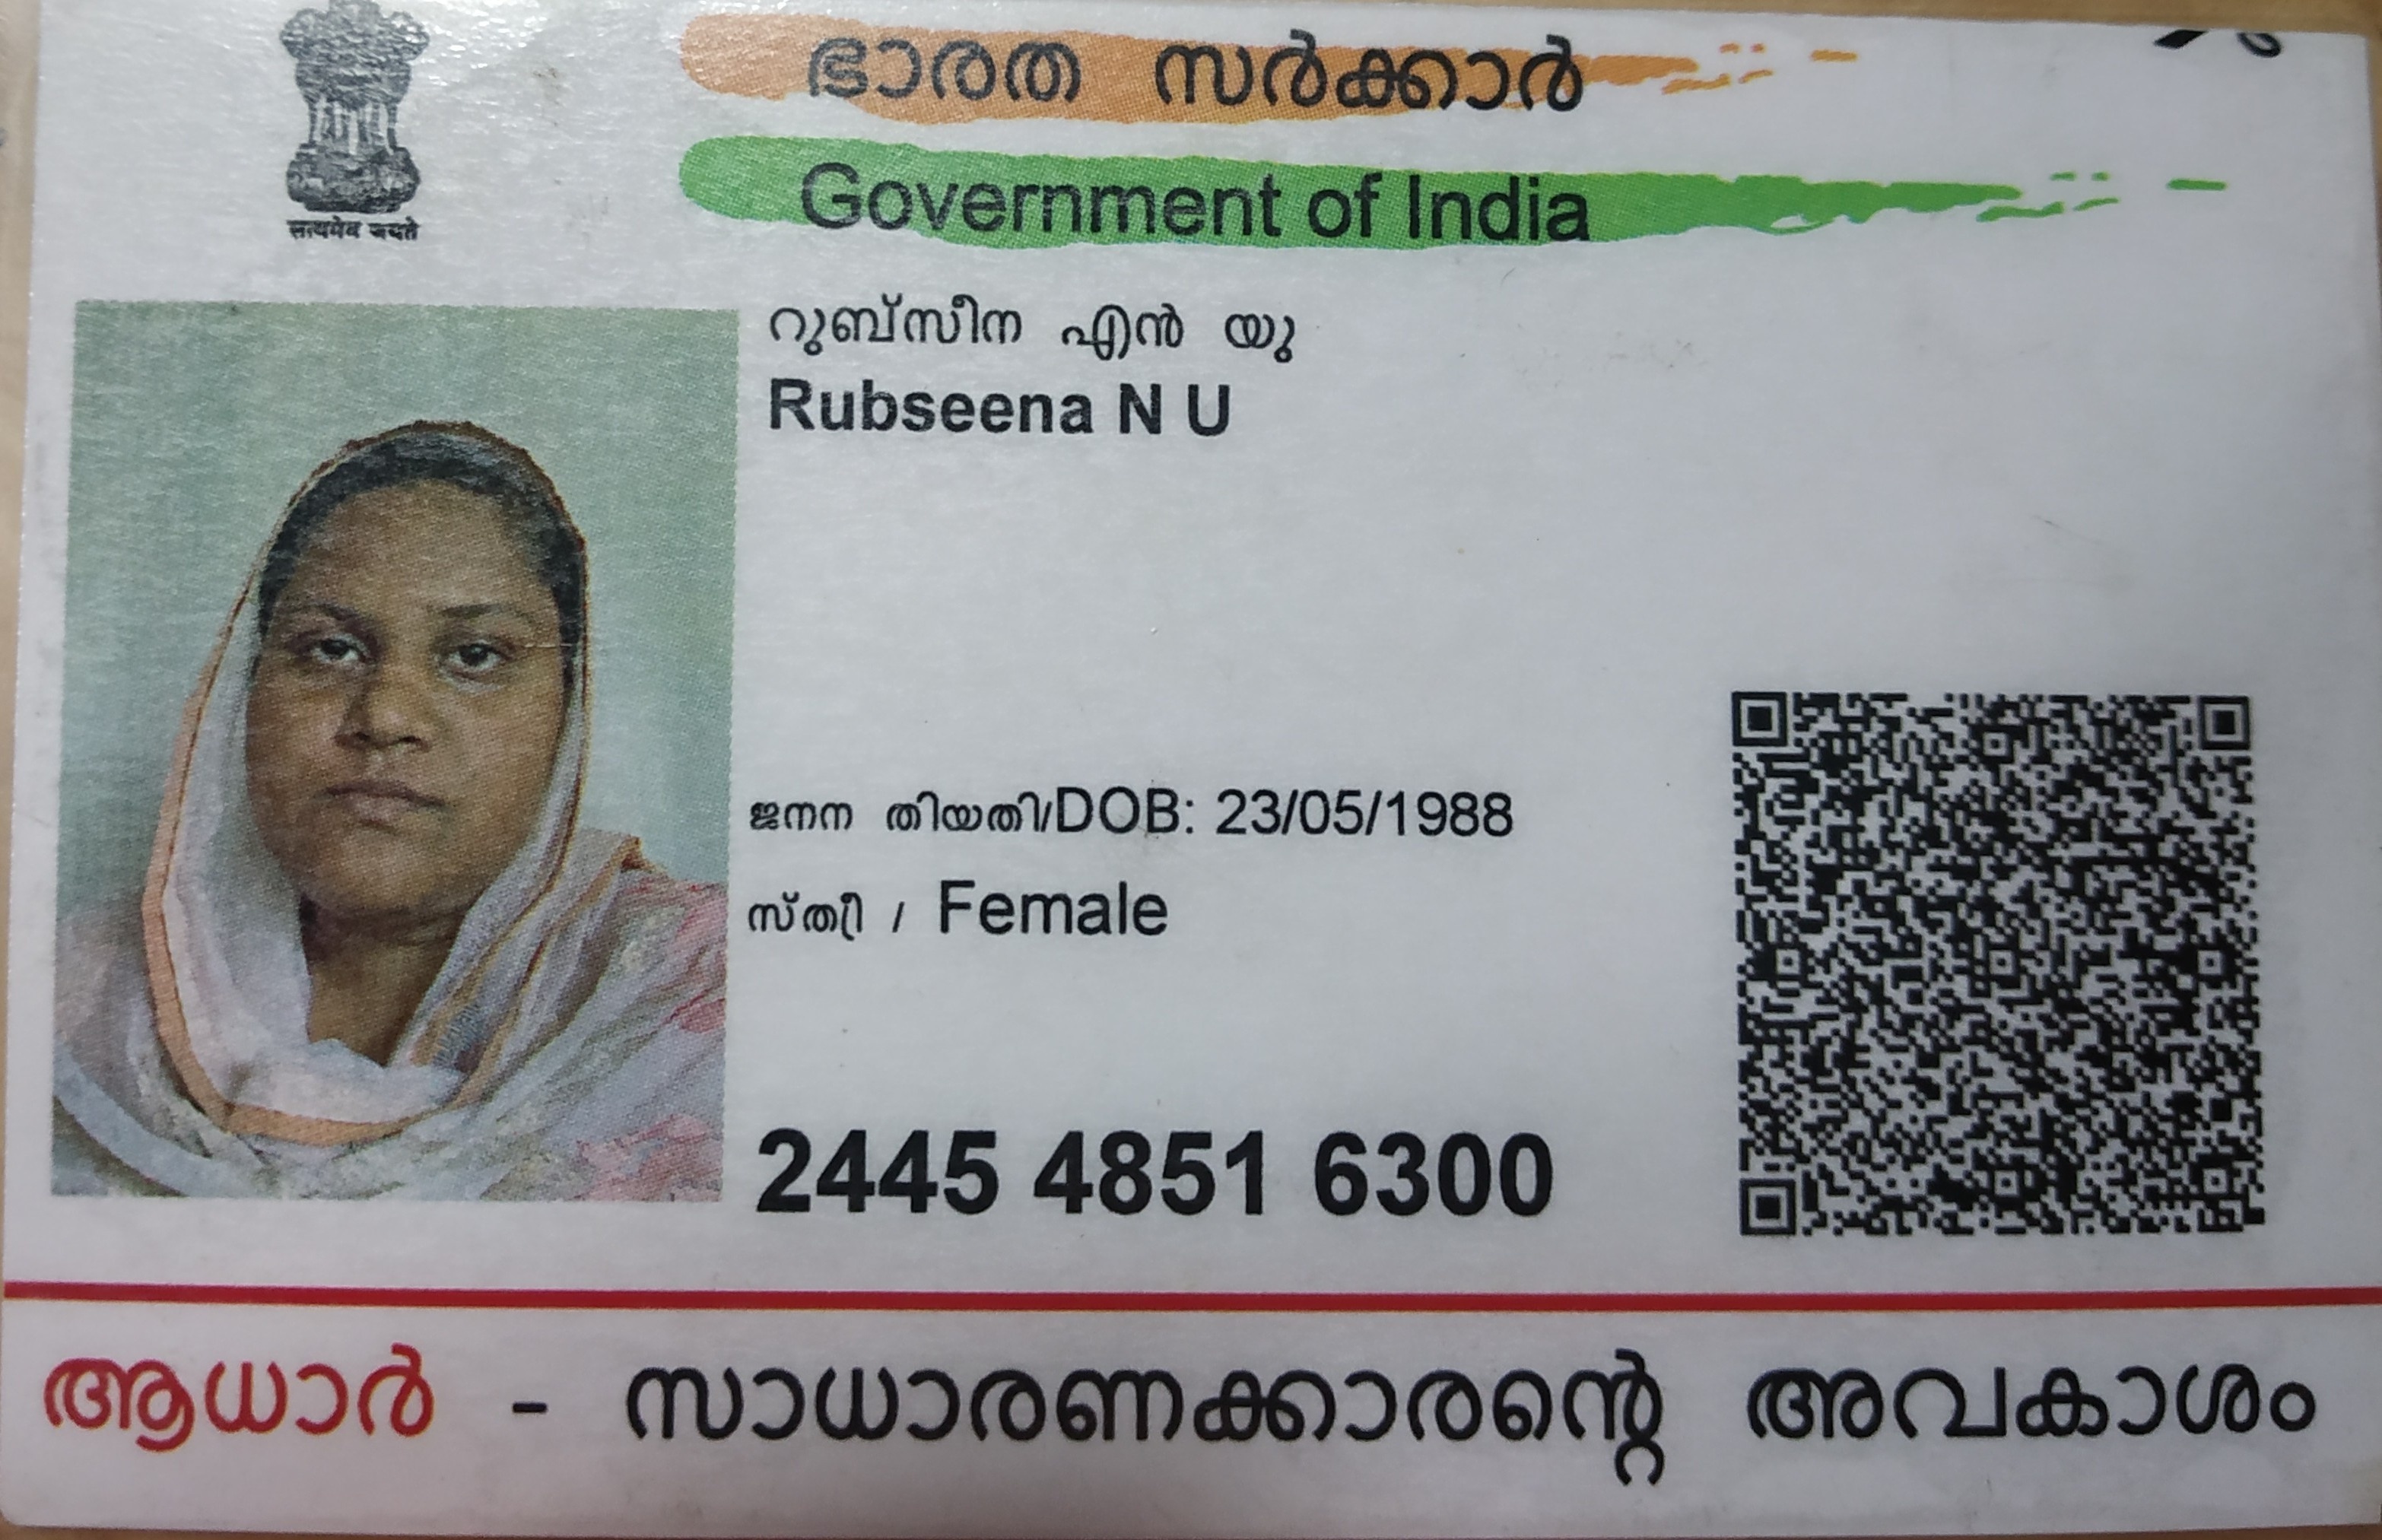 ഭാരത സർക്കാർ
Government of India
सत्यमेव जयते
റുബ്സീന എൻ യു
Rubseena N U
ജനന തിയതി/DOB: 23/05/1988
സ്ത്രീ / Female
2445 4851 6300
ആധാർ - സാധാരണക്കാരന്റെ അവകാശം